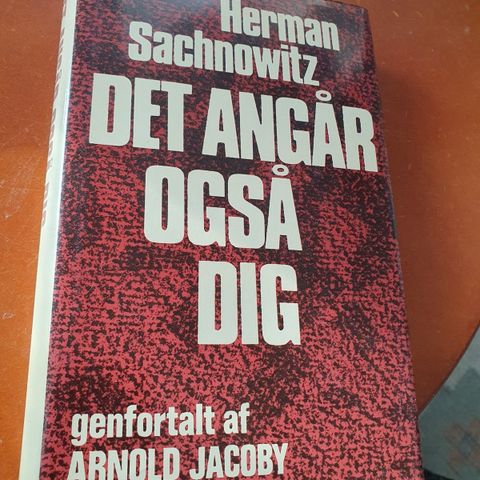 Herman
Sachnowitz
DET ANGÅR
OGSÅ
DIG
genfortalt af
ARNOLD JACOBY